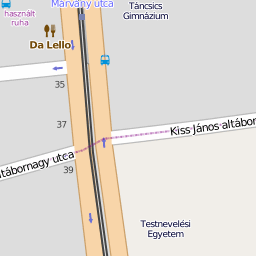 Márvány utca
Táncsics
Gimnázium
használt
ruha
Da Lello
35
37
Kiss János altábor
altábornagy utca
39
Testnevelési
Egyetem